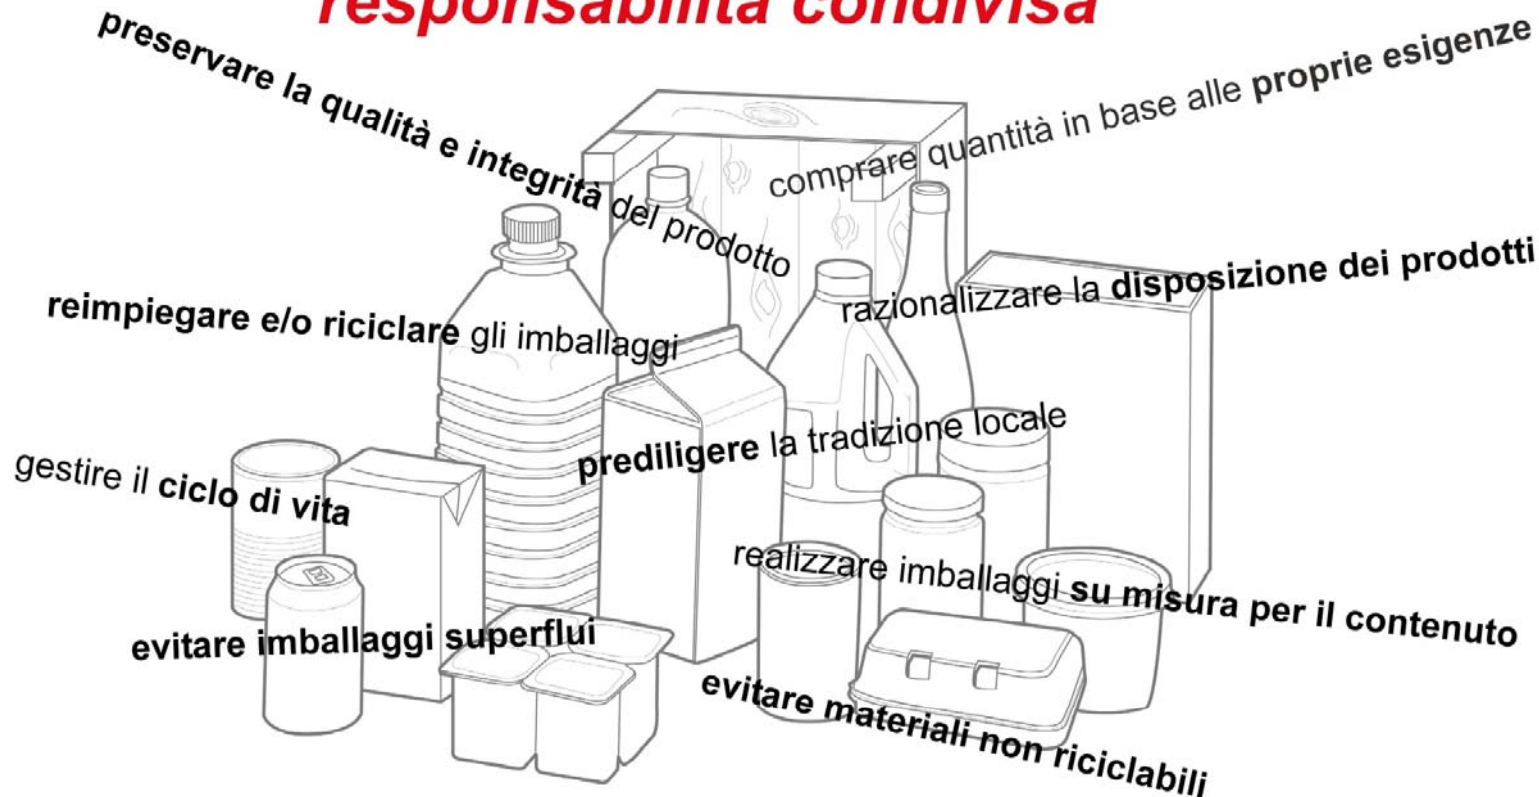 responsabilità condivisa
preservare la qualità e integrità del prodotto
comprare quantità in base alle proprie esigenze
razionalizzare la disposizione dei prodotti
reimpiegare e/o riciclare gli imballaggi
prediligere la tradizione locale
gestire il ciclo di vita
realizzare imballaggi su misura per il contenuto
evitare imballaggi superflui
evitare materiali non riciclabili